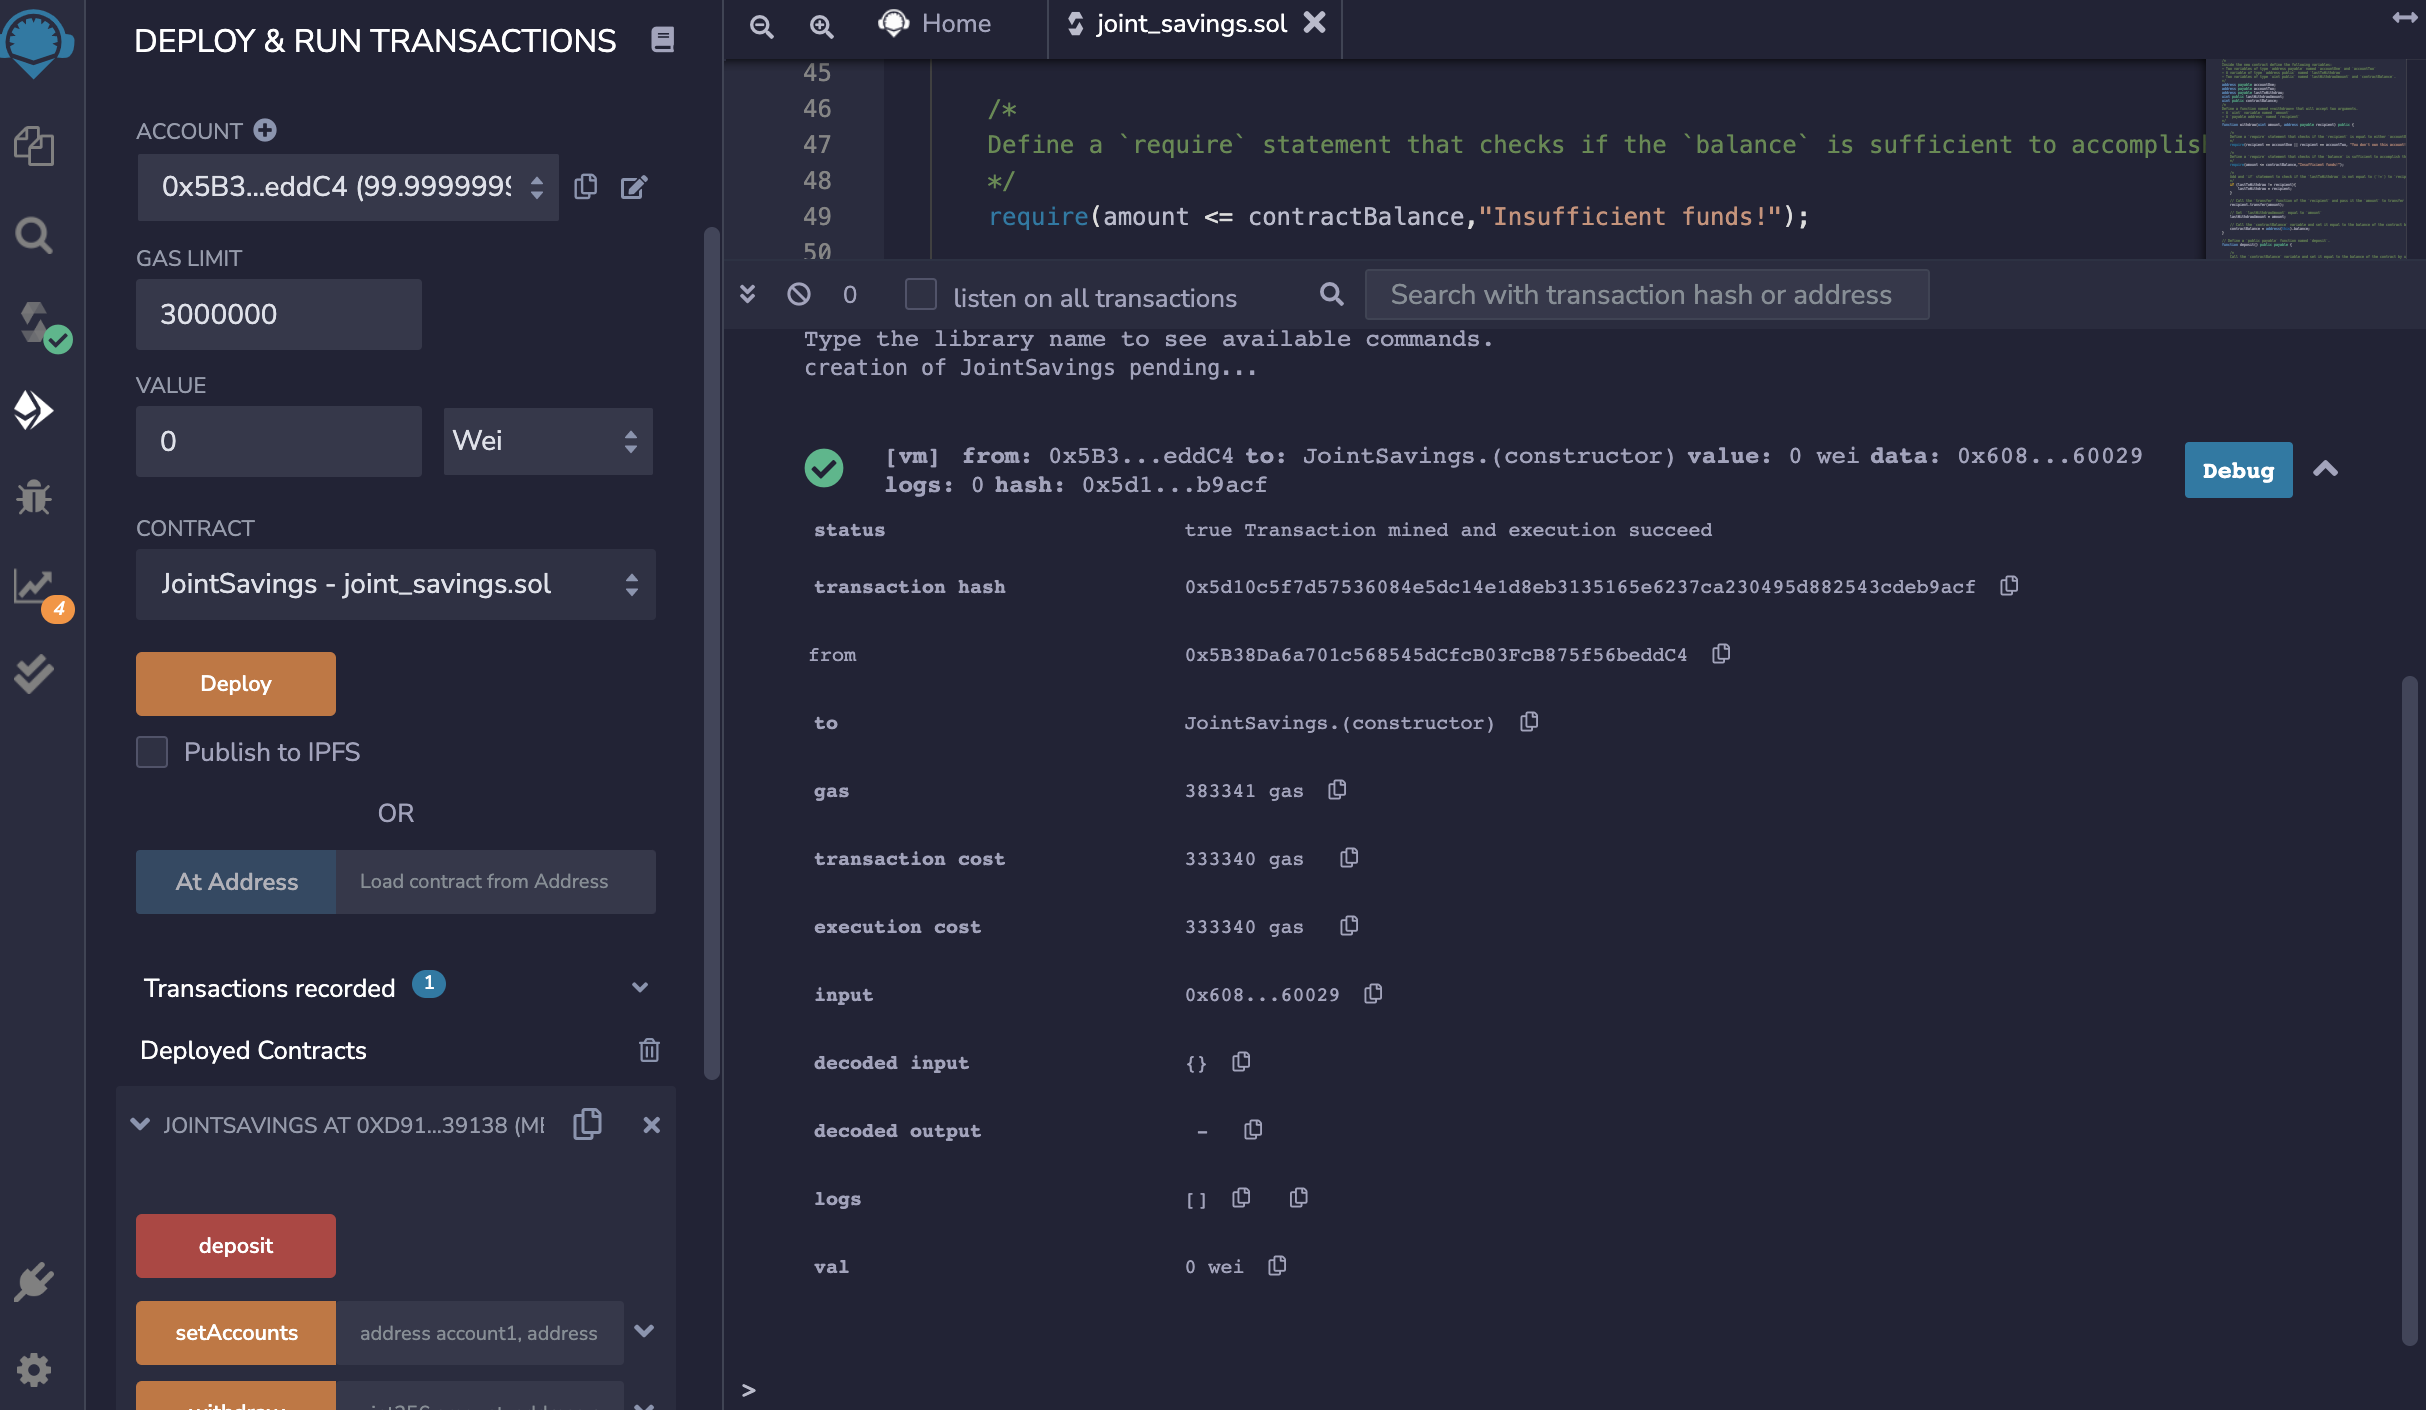 DEPLOY & RUN TRANSACTIONS
ACCOUNT
0x5B3...eddC4 (99.9999999
GAS LIMIT
3000000
VALUE
0
Wei
CONTRACT
JointSavings - joint_savings.sol
Deploy
Publish to IPFS
OR
At Address
Load contract from Address
Transactions recorded 1
Deployed Contracts
JOINTSAVINGS AT 0XD91...39138 (ME
deposit
setAccounts
address account1, address
withdraw
4
Home
joint_savings.sol
45
46 /*
47 Define a `require` statement that checks if the `balance` is sufficient to accomplis
48 */
49 require(amount <= contractBalance,"Insufficient funds!");
50
0
listen on all transactions
Search with transaction hash or address
Type the library name to see available commands.
creation of JointSavings pending...
[vm] from: 0x5B3...eddC4 to: JointSavings.(constructor) value: 0 wei data: 0x608...60029
logs: 0 hash: 0x5d1...b9acf
Debug
status true Transaction mined and execution succeed
transaction hash 0x5d10c5f7d57536084e5dc14e1d8eb3135165e6237ca230495d882543cdeb9acf
from 0x5B38Da6a701c568545dCfcB03FcB875f56beddC4
to JointSavings.(constructor)
gas 383341 gas
transaction cost 333340 gas
execution cost 333340 gas
input 0x608...60029
decoded input {}
decoded output -
logs []
val 0 wei
>